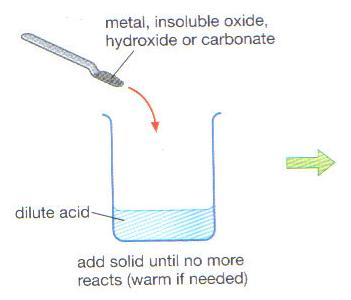 metal, insoluble oxide,
hydroxide or carbonate
dilute acid
add solid until no more
reacts (warm if needed)